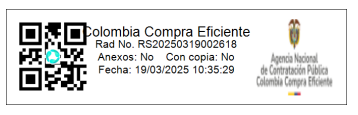 Colombia Compra Eficiente
Rad No. RS20250319002618
Anexos: No Con copia: No
Fecha: 19/03/2025 10:35:29
Agencia Nacional
de Contratación Pública
Colombia Compra Eficiente